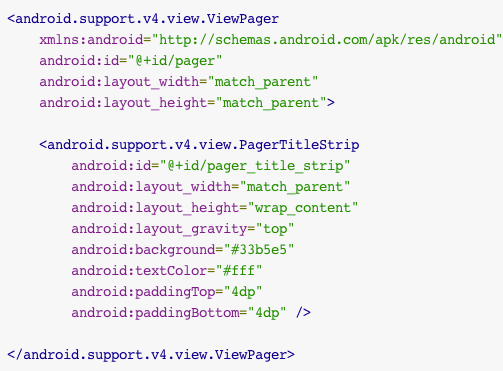 <android.support.v4.view.ViewPager
xmlns:android="http://schemas.android.com/apk/res/android"
android:id="@+id/pager"
android:layout_width="match_parent"
android:layout_height="match_parent">
<android.support.v4.view.PagerTitleStrip
android:id="@+id/pager_title_strip"
android:layout_width="match_parent"
android:layout_height="wrap_content"
android:layout_gravity="top"
android:background="#33b5e5"
android:textColor="#fff"
android:paddingTop="4dp"
android:paddingBottom="4dp" />
</android.support.v4.view.ViewPager>